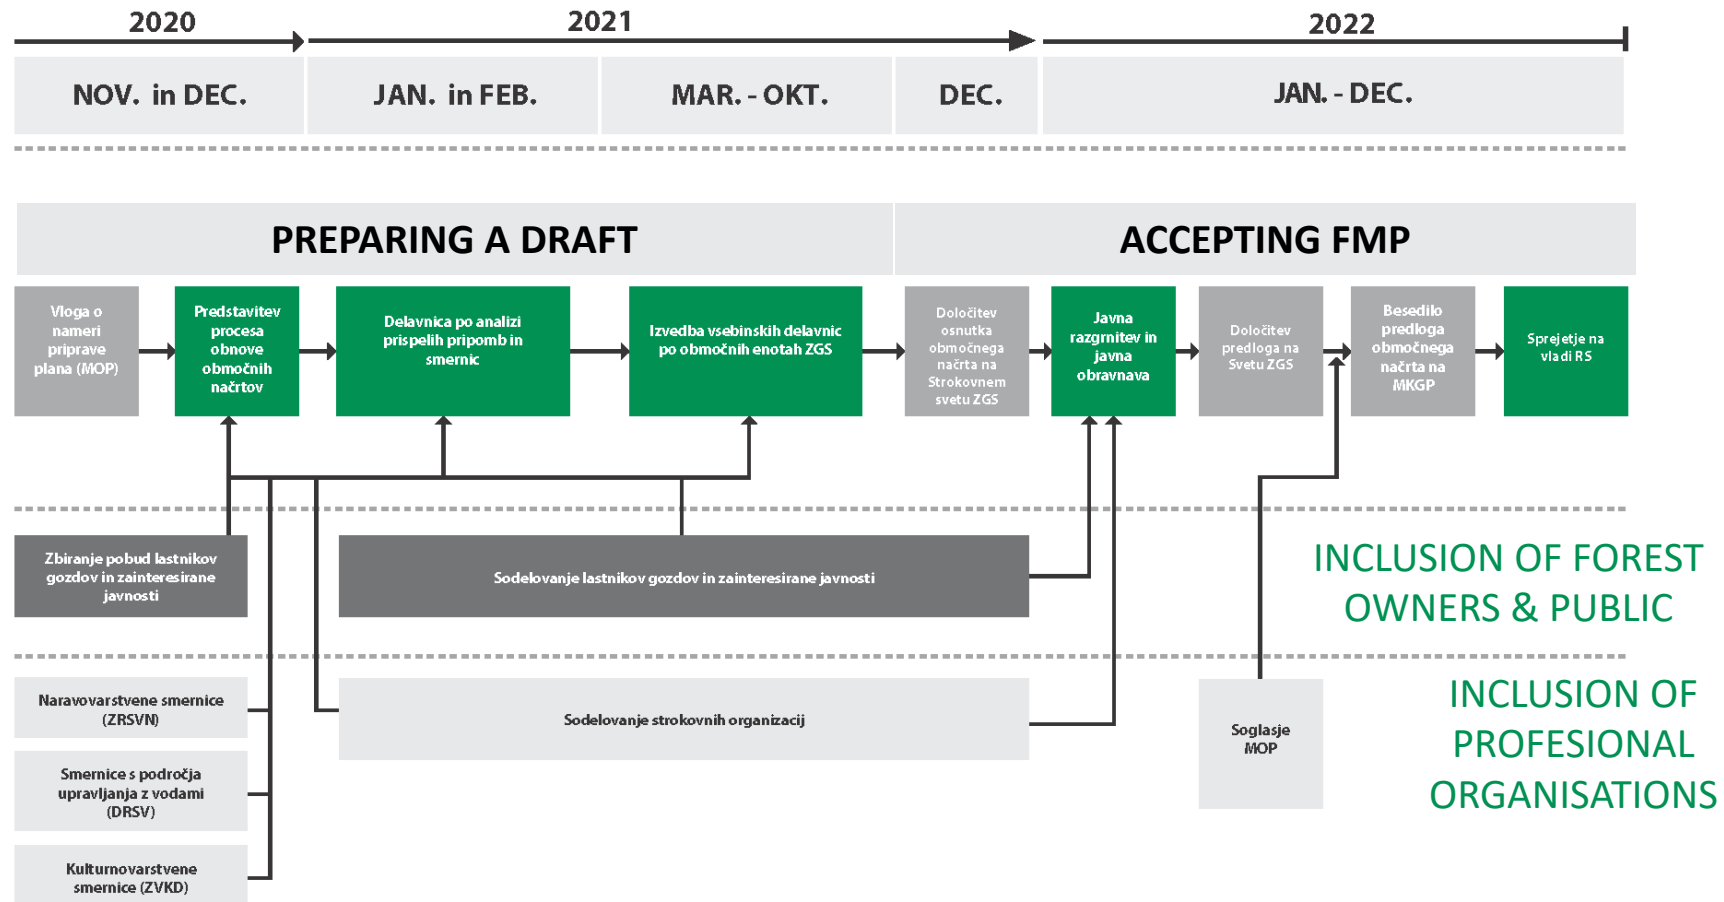 2020
2021
2022
NOV. in DEC.
JAN. in FEB.
MAR. - OKT.
DEC.
JAN. - DEC.
PREPARING A DRAFT
ACCEPTING FMP
Vloga o
nameri
priprave
plana (MOP)
Predstavitev
procesa
obnove
območnih
načrtov
Delavnica po analizi
prispelih pripomb in
smernic
Izvedba vsebinskih delavnic
po območnih enotah ZGS
Določitev
osnutka
območnega
načrta na
Strokovnem
svetu ZGS
Javna
razgrnitev in
javna
obravnava
Določitev
predloga na
Svetu ZGS
Besedilo
predloga
območnega
načrta na
MKGP
Sprejetje na
vladi RS
Zbiranje pobud lastnikov
gozdov in zainteresirane
javnosti
Sodelovanje lastnikov gozdov in zainteresirane javnosti
INCLUSION OF FOREST
OWNERS & PUBLIC
Naravovarstvene smernice
(ZRSVN)
Smernice s področja
upravljanja z vodami
(DRSV)
Kulturnovarstvene
smernice (ZVKD)
Sodelovanje strokovnih organizacij
Soglasje
MOP
INCLUSION OF
PROFESIONAL
ORGANISATIONS